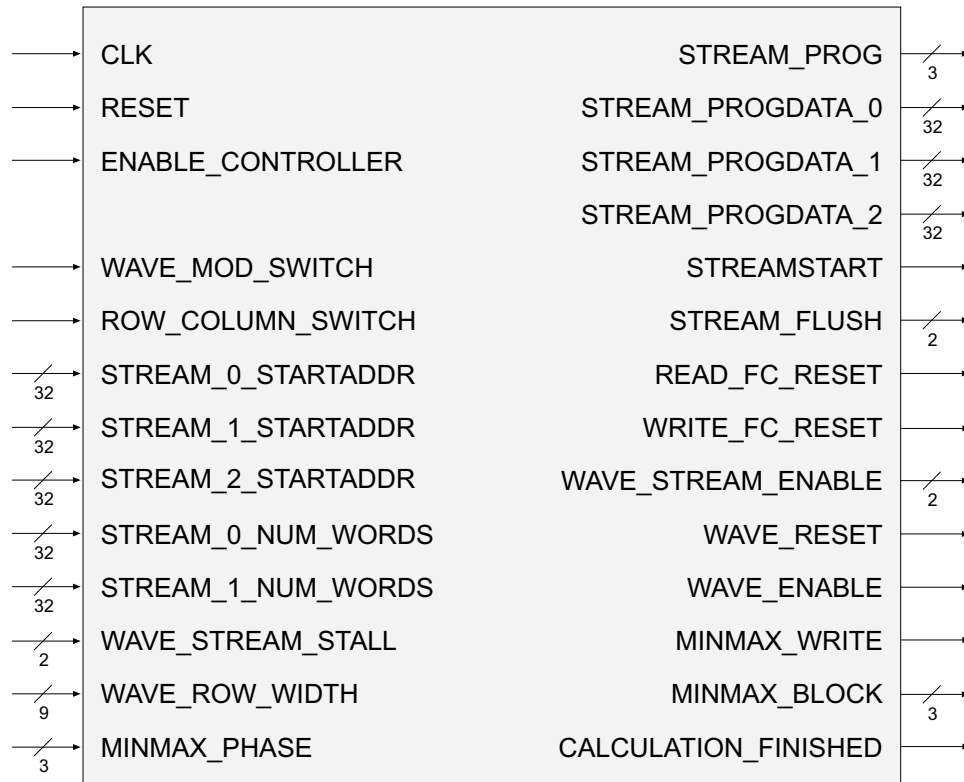 CLK
RESET
ENABLE_CONTROLLER
WAVE_MOD_SWITCH
ROW_COLUMN_SWITCH
STREAM_0_STARTADDR
32
STREAM_1_STARTADDR
32
STREAM_2_STARTADDR
32
STREAM_0_NUM_WORDS
32
STREAM_1_NUM_WORDS
32
WAVE_STREAM_STALL
2
WAVE_ROW_WIDTH
9
MINMAX_PHASE
3
STREAM_PROG
3
STREAM_PROGDATA_0
32
STREAM_PROGDATA_1
32
STREAM_PROGDATA_2
32
STREAMSTART
STREAM_FLUSH
2
READ_FC_RESET
WRITE_FC_RESET
WAVE_STREAM_ENABLE
2
WAVE_RESET
WAVE_ENABLE
MINMAX_WRITE
MINMAX_BLOCK
3
CALCULATION_FINISHED